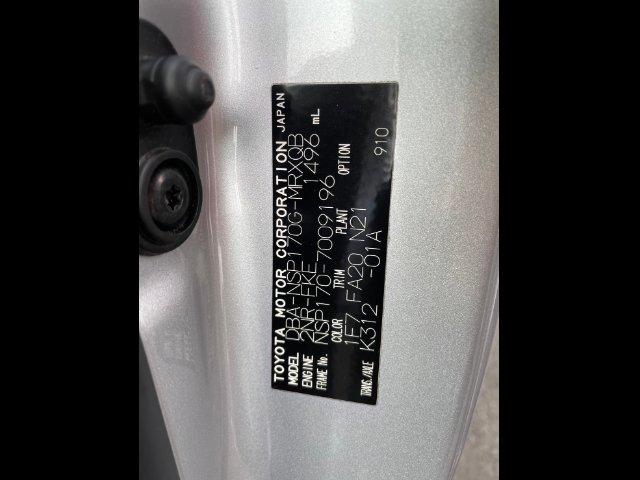 TOYOTA MOTOR CORPORATION JAPAN
MODEL DBA-NSP170G-MRXQB
ENGINE 2NR-FKE 1496 mL
FRAME No. NSP170-7009196
COLOR TRIM PLANT OPTION
1F7 FA20 N21
TRANS./AXLE K312 -01A 910